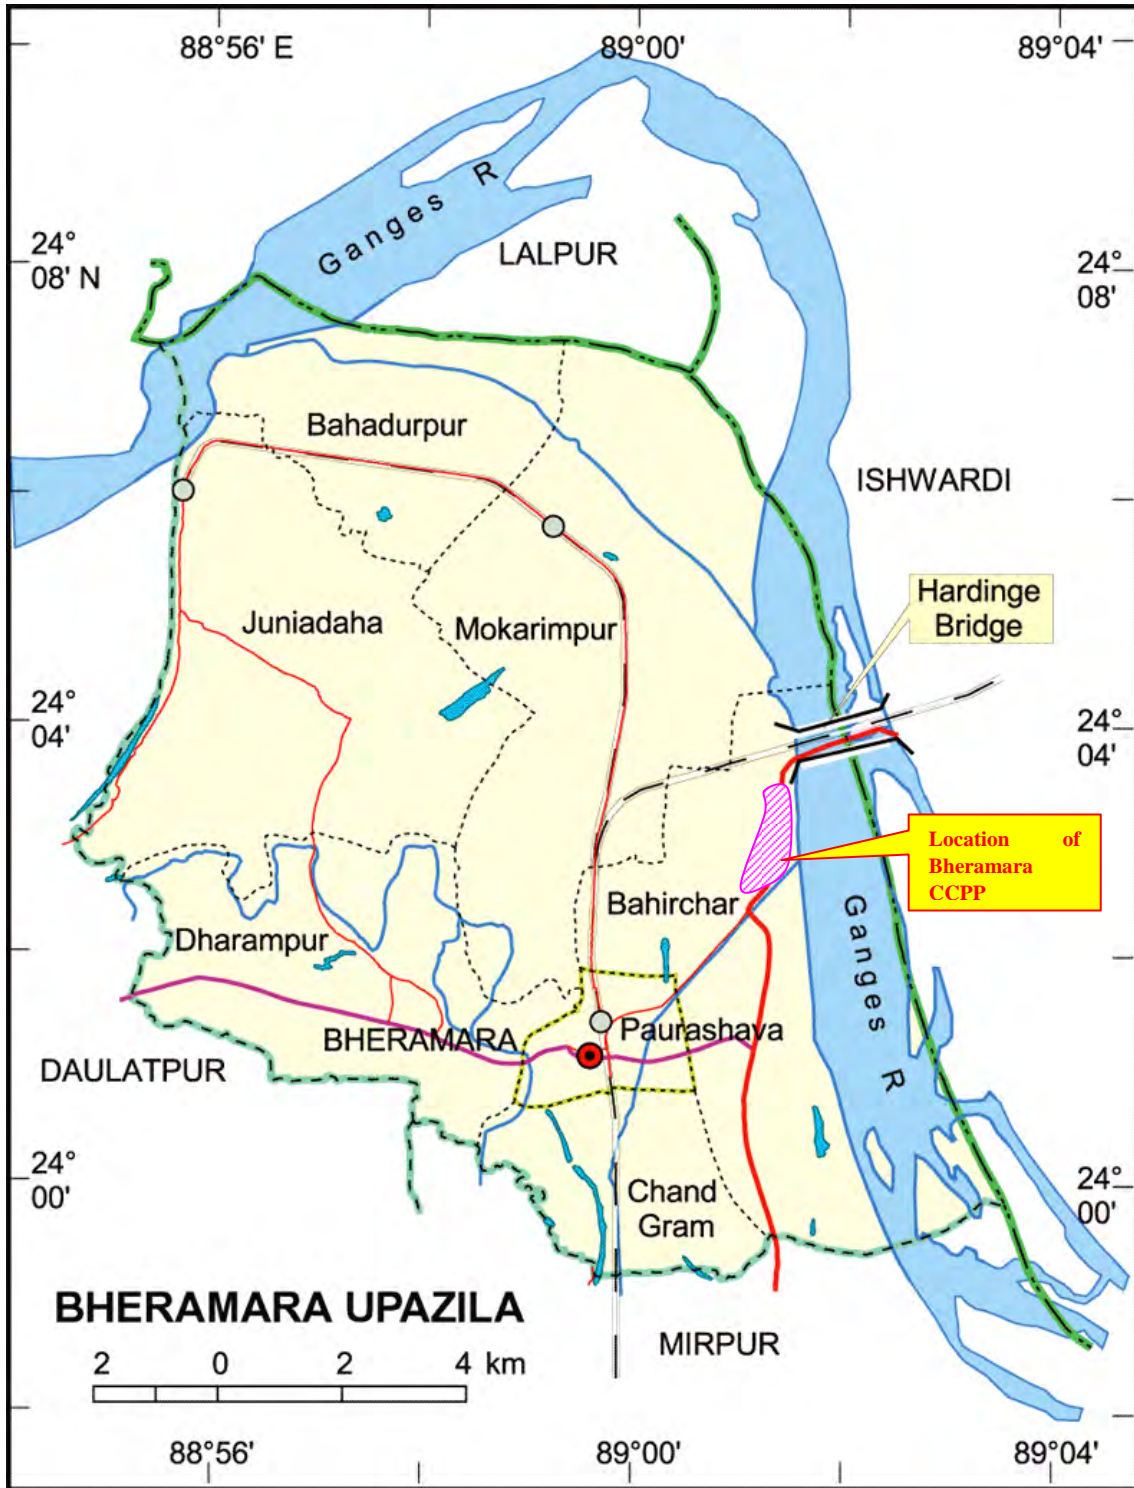 88°56' E
89°00'
89°04'
Ganges R
24°
08' N
LALPUR
24°
08'
Bahadurpur
ISHWARDI
Hardinge
Bridge
Juniadaha
Mokarimpur
24°
04'
24°
04'
Location of
Bheramara
CCPP
Bahirchar
Dharampur
Ganges R
BHERAMARA
Paurashava
DAULATPUR
24°
00'
24°
00'
Chand
Gram
BHERAMARA UPAZILA
MIRPUR
2 0 2 4 km
88°56'
89°00'
89°04'